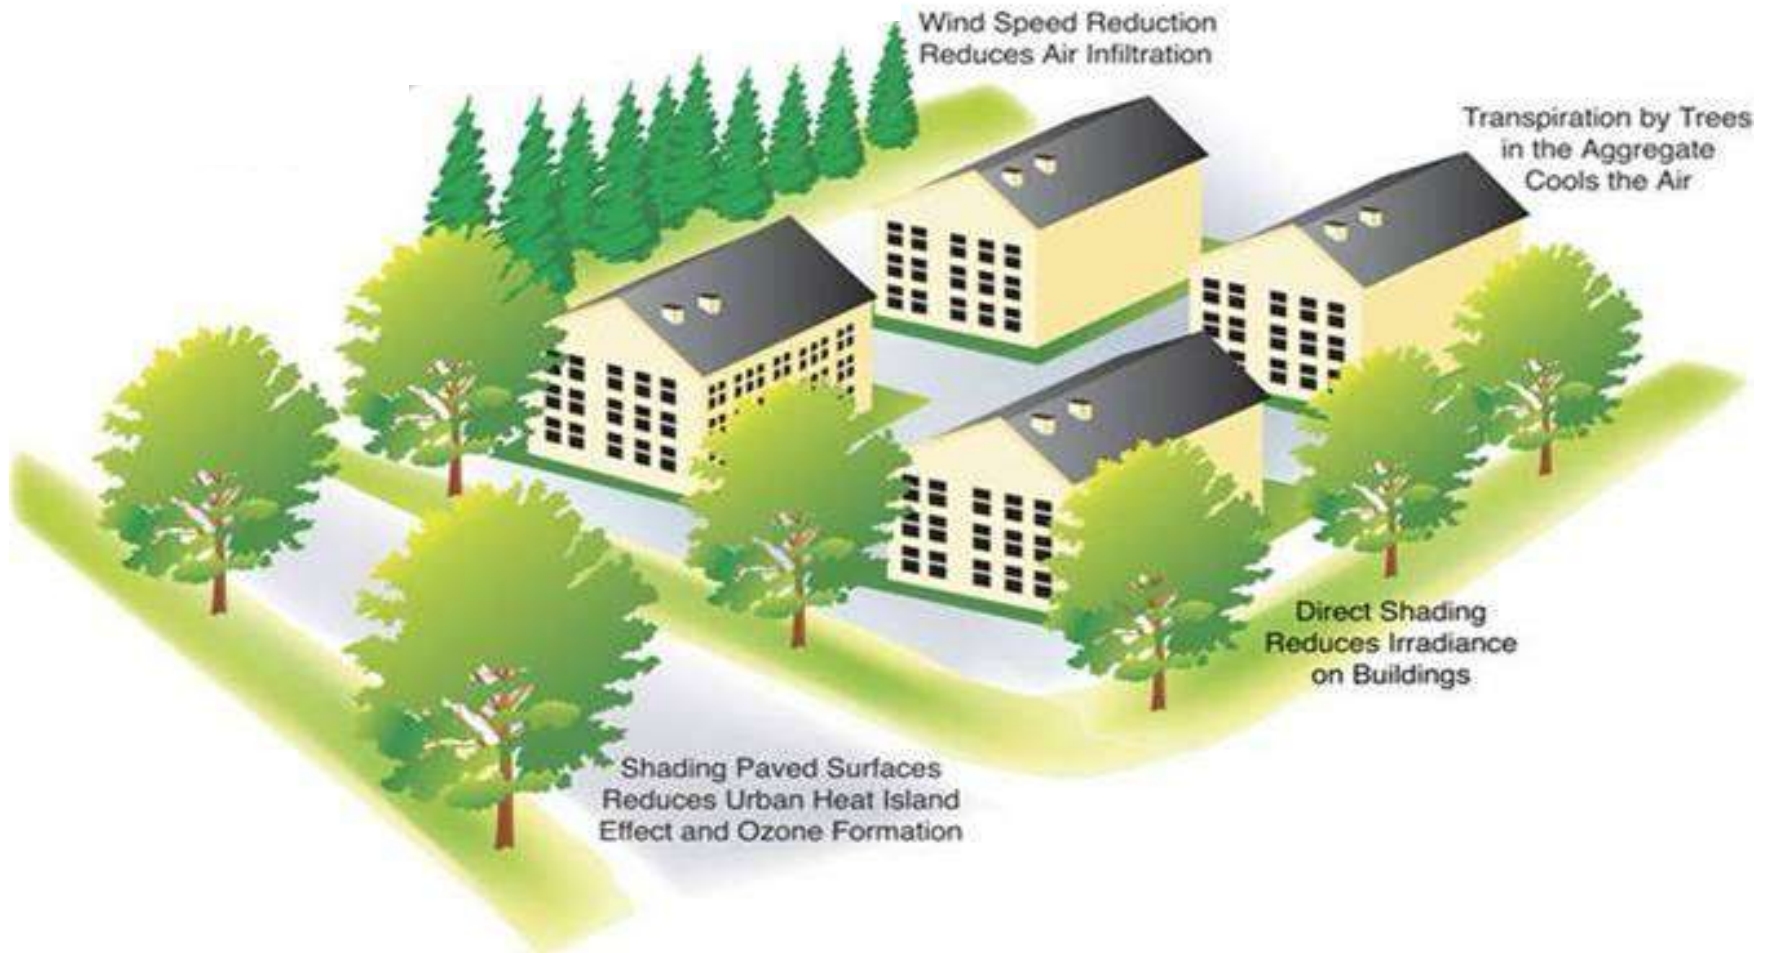 Wind Speed Reduction
Reduces Air Infiltration
Transpiration by Trees
in the Aggregate
Cools the Air
Direct Shading
Reduces Irradiance
on Buildings
Shading Paved Surfaces
Reduces Urban Heat Island
Effect and Ozone Formation